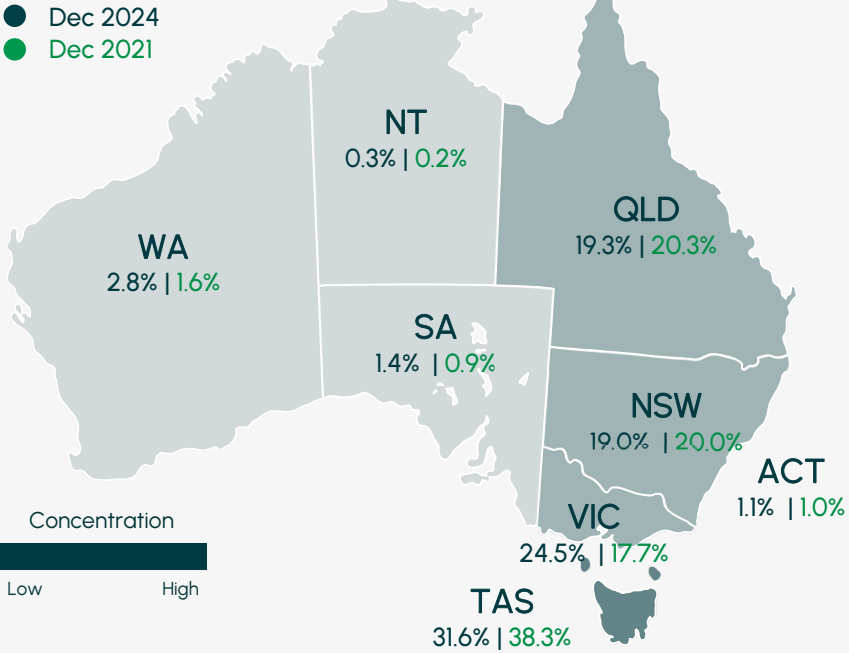 Dec 2024
Dec 2021
NT
0.3% | 0.2%
QLD
19.3% | 20.3%
WA
2.8% | 1.6%
SA
1.4% | 0.9%
NSW
19.0% | 20.0%
ACT
1.1% | 1.0%
VIC
24.5% | 17.7%
Concentration
Low High
TAS
31.6% | 38.3%